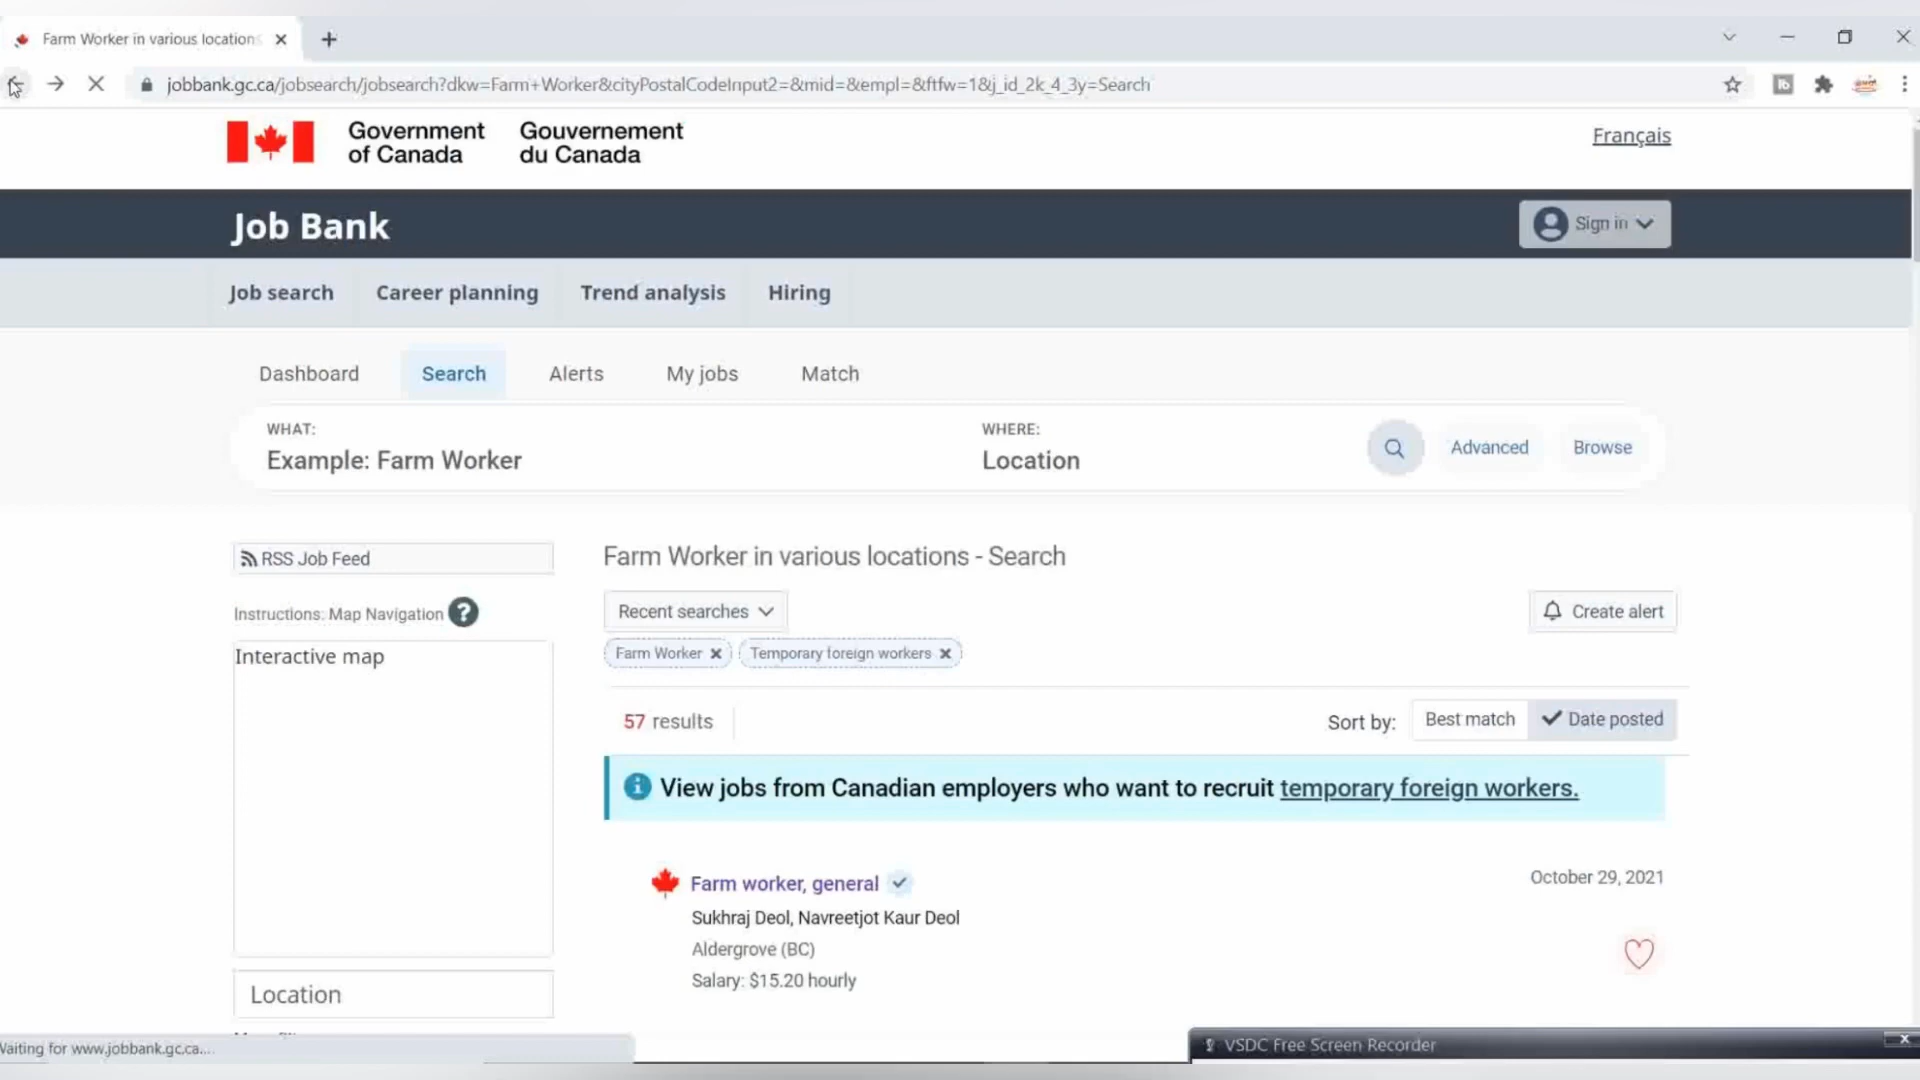 Farm Worker in various locations
jobbank.gc.ca/jobsearch/jobsearch?dkw=Farm+Worker&cityPostalCodeInput2=&mid=&empl=&ftfw=1&j_id_2k_4_3y=Search
Government of Canada
Gouvernement du Canada
Français
Job Bank
Sign in
Job search Career planning Trend analysis Hiring
Dashboard Search Alerts My jobs Match
WHAT: WHERE:
Example: Farm Worker Location Advanced Browse
RSS Job Feed
Instructions: Map Navigation ?
Interactive map
Location
Farm Worker in various locations - Search
Recent searches
Create alert
Farm Worker × Temporary foreign workers ×
57 results
Sort by: Best match Date posted
View jobs from Canadian employers who want to recruit temporary foreign workers.
Farm worker, general
October 29, 2021
Sukhraj Deol, Navreetjot Kaur Deol
Aldergrove (BC)
Salary: $15.20 hourly
Waiting for www.jobbank.gc.ca...
VSDC Free Screen Recorder